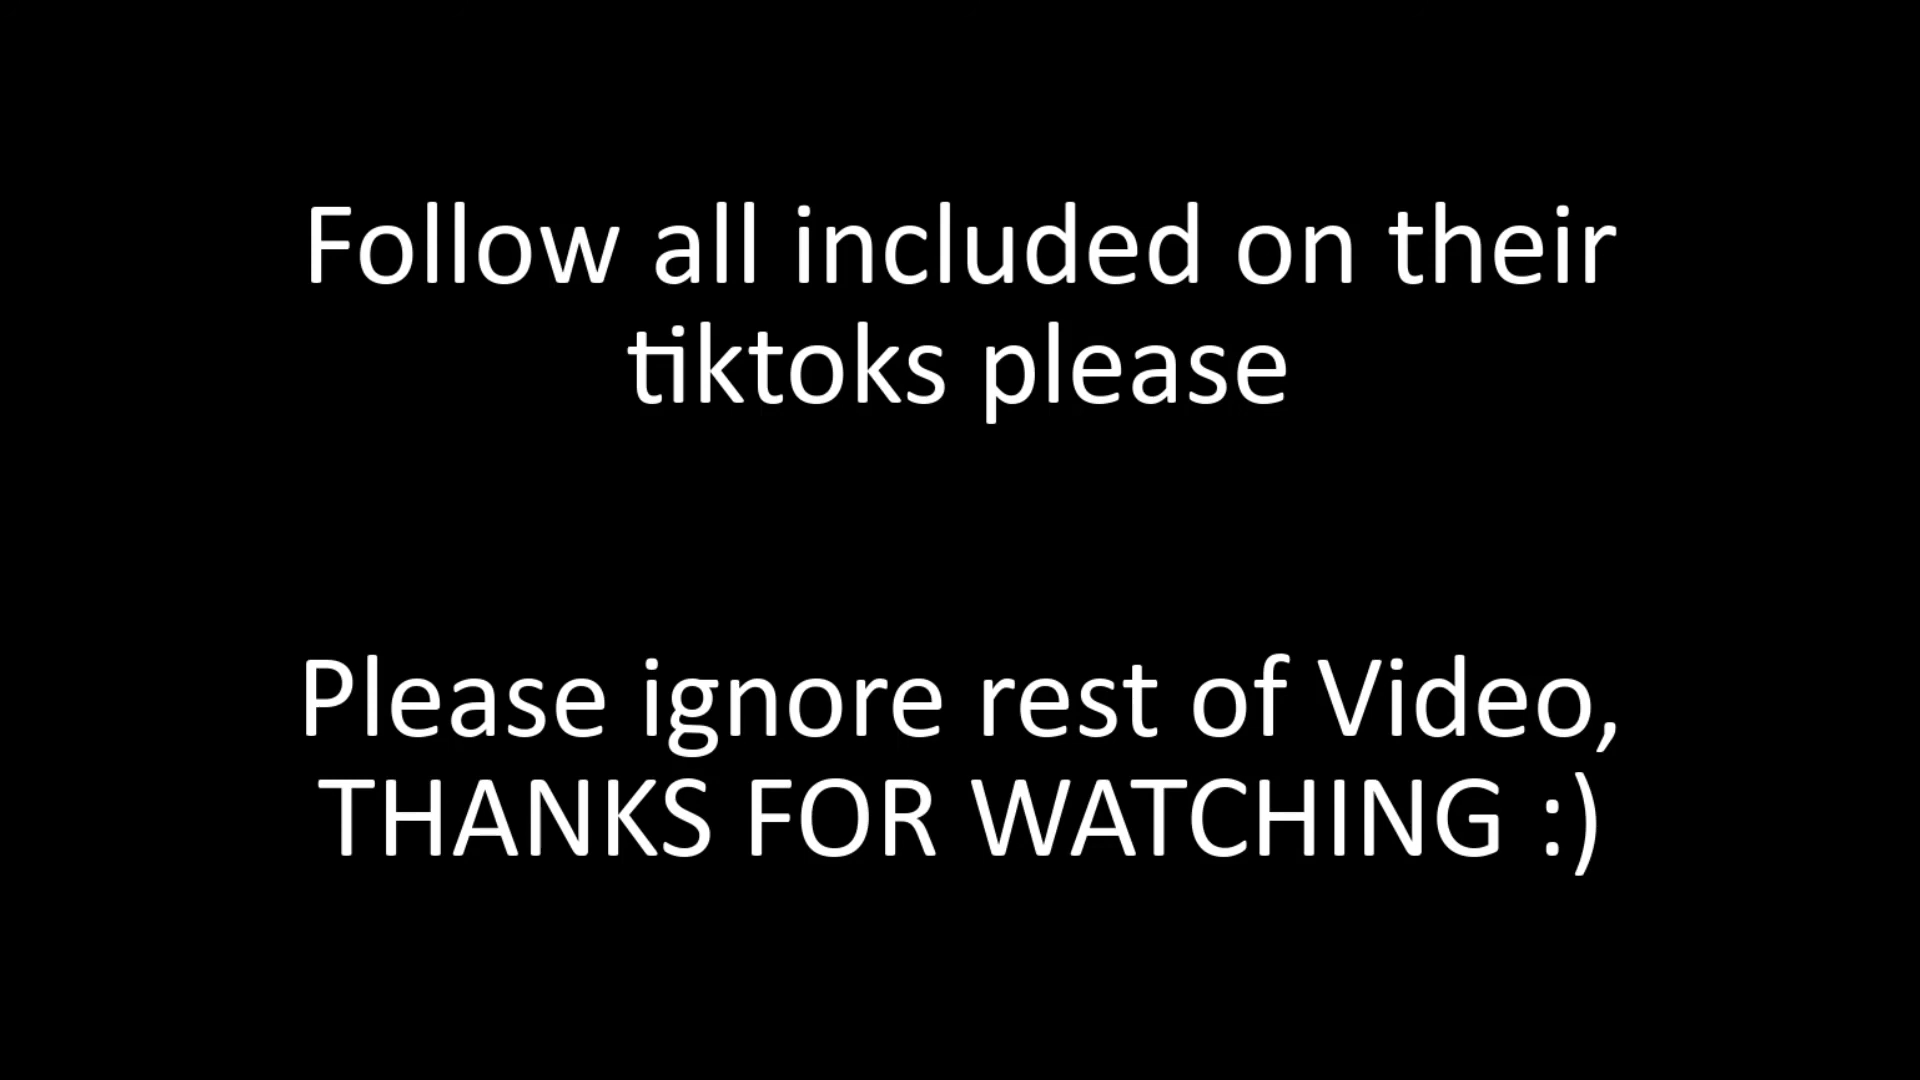 Follow all included on their
tiktoks please
Please ignore rest of Video,
THANKS FOR WATCHING :)